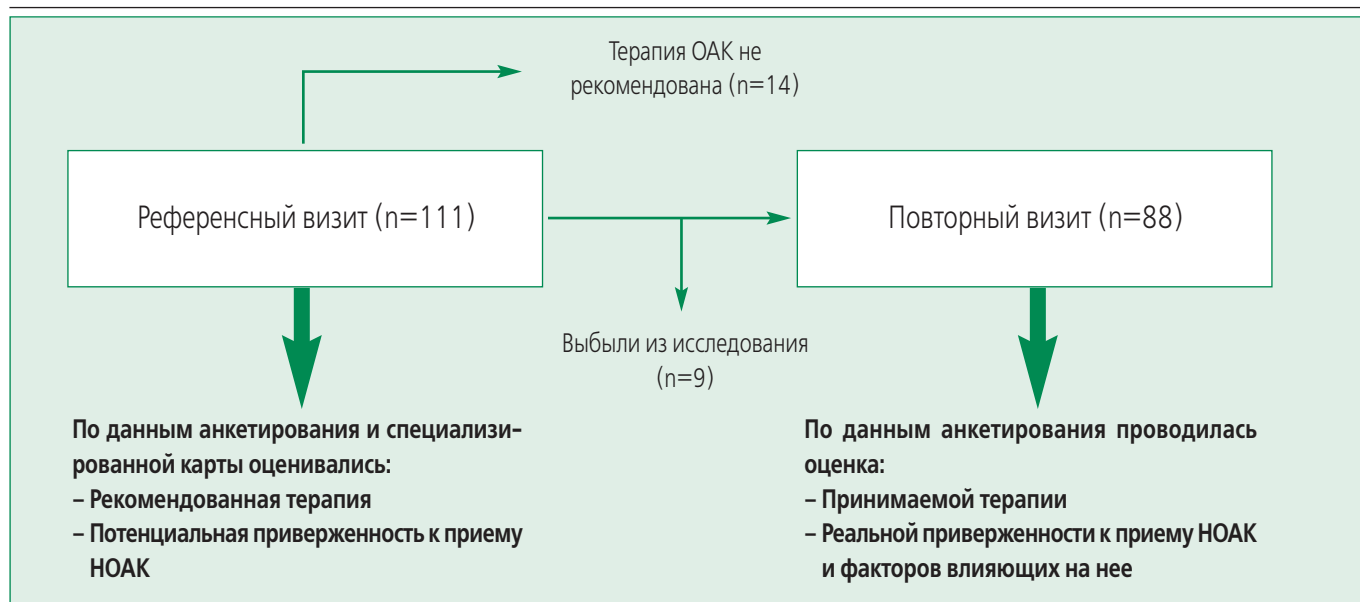 Терапия ОАК не
рекомендована (n=14)
Референсный визит (n=111)
Повторный визит (n=88)
Выбыли из исследования
(n=9)
По данным анкетирования и специализи-
рованной карты оценивались:
– Рекомендованная терапия
– Потенциальная приверженность к приему
НОАК
По данным анкетирования проводилась
оценка:
– Принимаемой терапии
– Реальной приверженности к приему НОАК
и факторов влияющих на нее